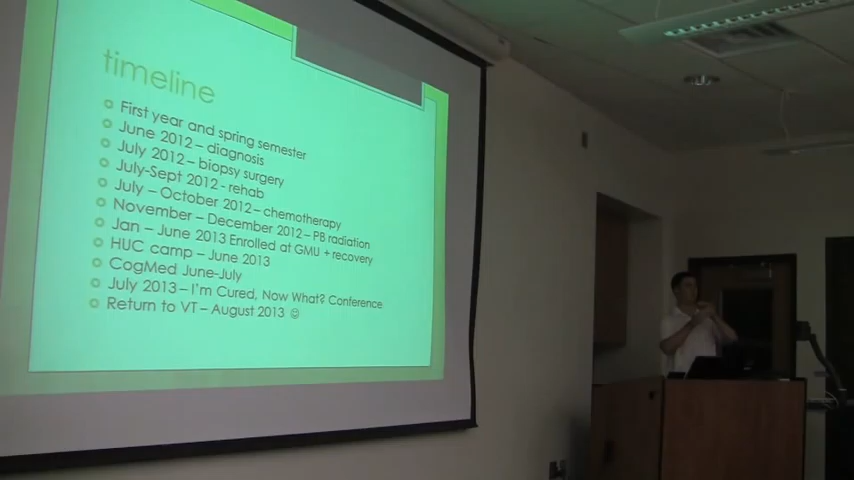 timeline
First year and spring semester
June 2012 – diagnosis
July 2012 – biopsy surgery
July-Sept 2012 - rehab
July – October 2012 – chemotherapy
November – December 2012 – PB radiation
Jan – June 2013 Enrolled at GMU + recovery
HUC camp – June 2013
CogMed June-July
July 2013 – I'm Cured, Now What? Conference
Return to VT – August 2013 ☺